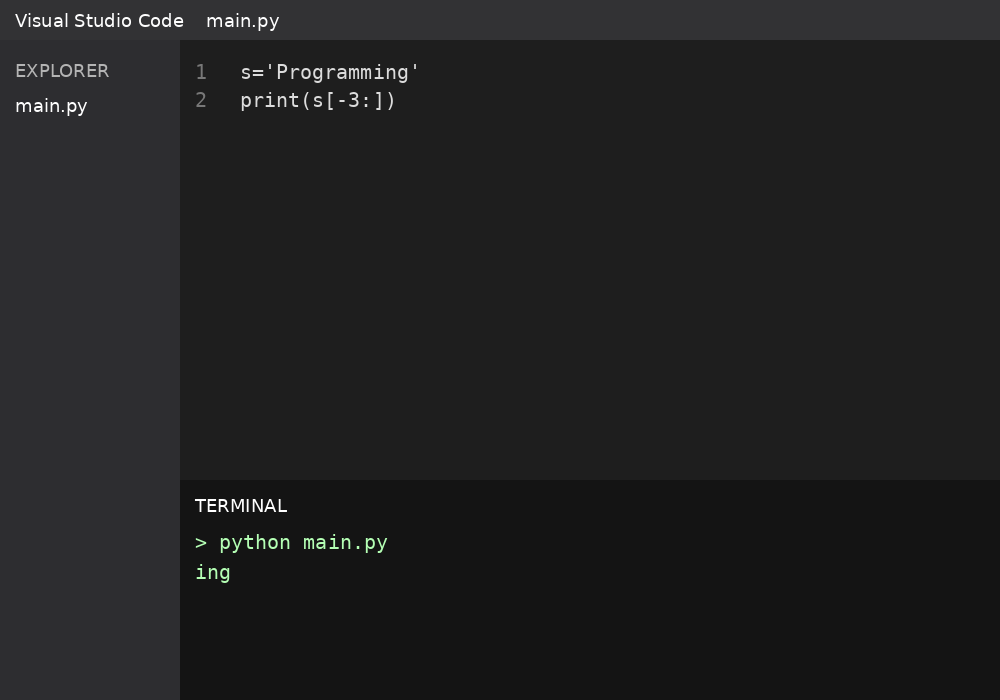 Visual Studio Code main.py
EXPLORER
main.py
1 s='Programming'
2 print(s[-3:])
TERMINAL
> python main.py
ing